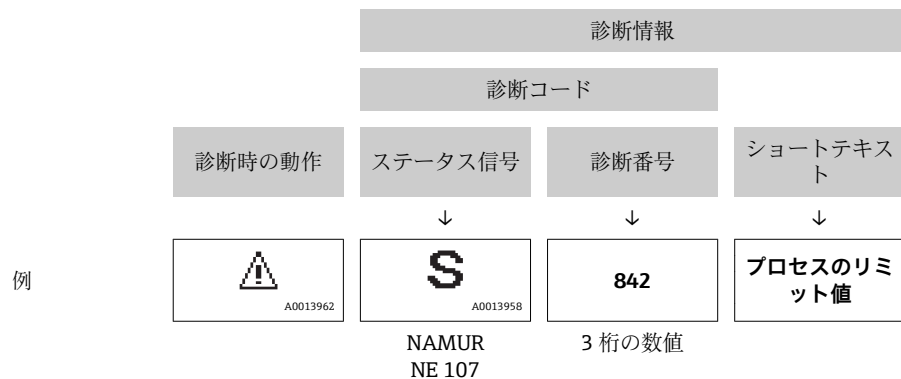 診断情報
診断コード
診断時の動作
ステータス信号
診断番号
ショートテキス
ト
↓
↓
↓
例
A0013962
S
A0013958
842
プロセスのリミ
ット値
NAMUR
NE 107
3 桁の数値